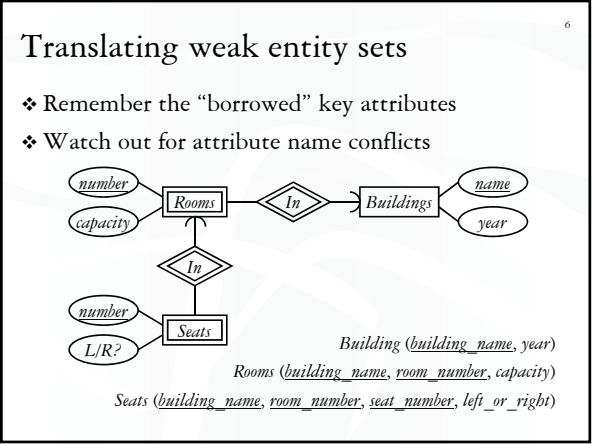 6
Translating weak entity sets
❖ Remember the “borrowed” key attributes
❖ Watch out for attribute name conflicts
number
capacity
Rooms
In
Buildings
name
year
In
number
L/R?
Seats
Building (building_name, year)
Rooms (building_name, room_number, capacity)
Seats (building_name, room_number, seat_number, left_or_right)